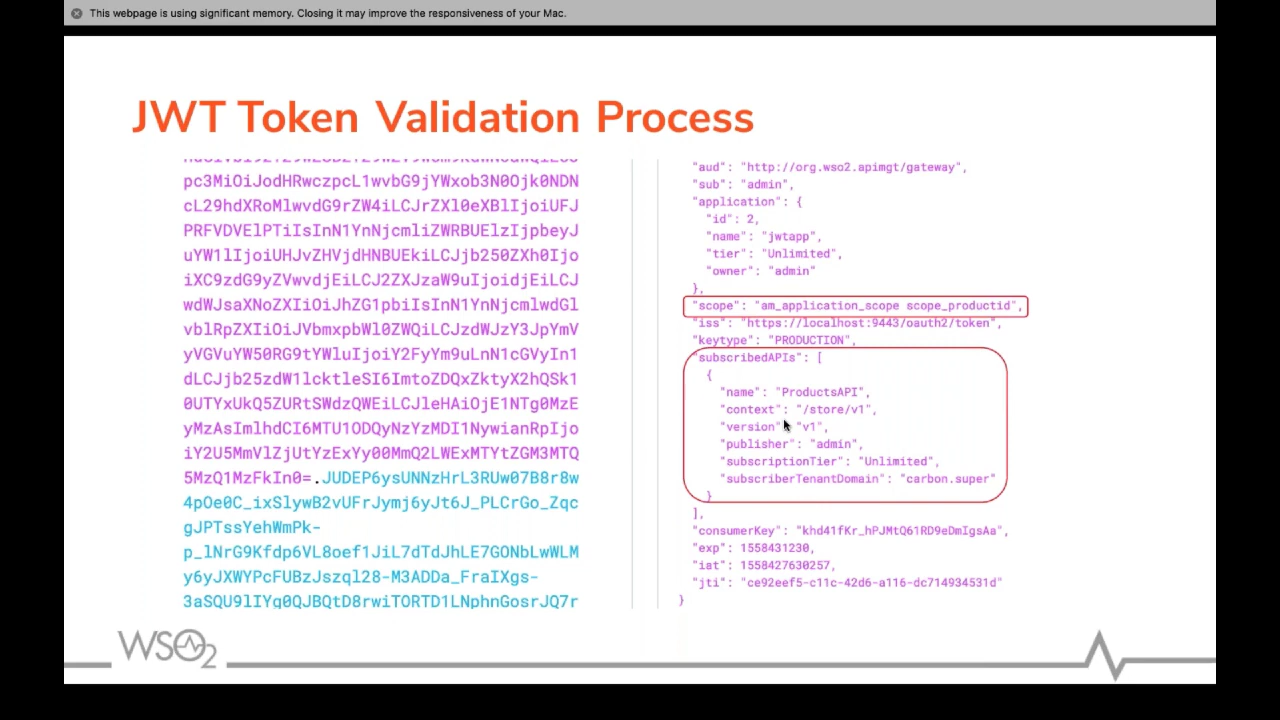 This webpage is using significant memory. Closing it may improve the responsiveness of your Mac.
JWT Token Validation Process
pc3MiOiJodHRwczpcL1wvbG9jYWxob3N0Ojk0NDN
cL29hdXRoMlwvdG9rZW4iLCJrZXl0eXBlIjoiUFJ
PRFVDVElPTiIsInN1YnNjcmliZWRBUElzIjpbeyJ
uYW1lIjoiUHJvZHVjdHNBUEkiLCJjb250ZXh0Ijo
iXC9zdG9yZVwvdjEiLCJ2ZXJzaW9uIjoidjEiLCJ
wdWJsaXNoZXIiOiJhZG1pbiIsInN1YnNjcmlwdGl
vblRpZXIiOiJVbmxpbWl0ZWQiLCJzdWJzY3JpYmV
yVGVuYW50RG9tYWluIjoiY2FyYm9uLnN1cGVyIn1
dLCJjb25zdW1lcktleSI6ImtoZDQxZktyX2hQSk1
0UTYxUkQ5ZURtSWdzQWEiLCJleHAiOjE1NTg0MzE
yMzAsImlhdCI6MTU1ODQyNzYzMDI1NywianRpIjo
iY2U5MmVlZjUtYzExYy00MmQ2LWExMTYtZGM3MTQ
5MzQ1MzFkIn0=.JUDEP6ysUNNzHrL3RUw07B8r8w
4pOe0C_ixSlywB2vUFrJymj6yJt6J_PLCrGo_Zqc
gJPTssYehWmPk-
p_lNrG9Kfdp6VL8oef1JiL7dTdJhLE7GONbLwWLM
y6yJXWYPcFUBzJszql28-M3ADDa_FraIXgs-
3aSQU9lIYg0QJBQtD8rwiTORTD1LNphnGosrJQ7r
"aud": "http://org.wso2.apimgt/gateway",
"sub": "admin",
"application": {
"id": 2,
"name": "jwtapp",
"tier": "Unlimited",
"owner": "admin"
},
"scope": "am_application_scope scope_productid",
"iss": "https://localhost:9443/oauth2/token",
"keytype": "PRODUCTION",
"subscribedAPIs": [
{
"name": "ProductsAPI",
"context": "/store/v1",
"version": "v1",
"publisher": "admin",
"subscriptionTier": "Unlimited",
"subscriberTenantDomain": "carbon.super"
}
],
"consumerKey": "khd41fKr_hPJMtQ61RD9eDmIgsAa",
"exp": 1558431230,
"iat": 1558427630257,
"jti": "ce92eef5-c11c-42d6-a116-dc714934531d"
}
WSO2